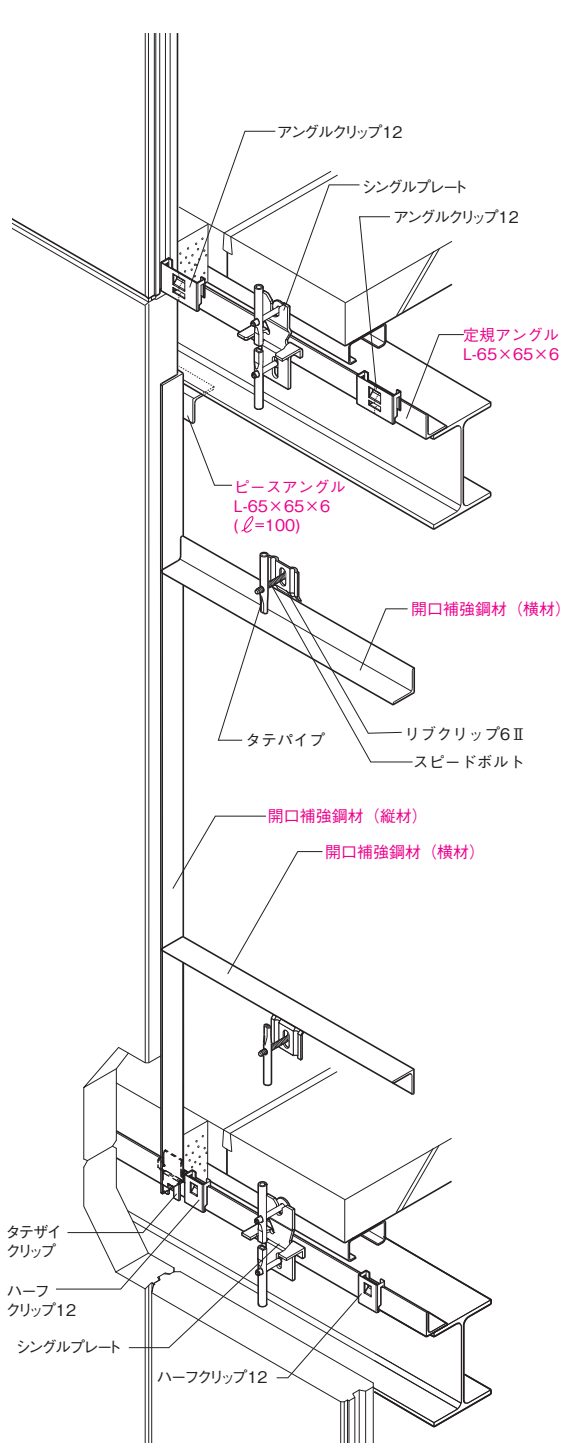 アングルクリップ12
シングルプレート
アングルクリップ12
定規アングル
L-65×65×6
ピースアングル
L-65×65×6
(ℓ=100)
開口補強鋼材（横材）
タテパイプ
リブクリップ6Ⅱ
スピードボルト
開口補強鋼材（縦材）
開口補強鋼材（横材）
タテザイ
クリップ
ハーフ
クリップ12
シングルプレート
ハーフクリップ12